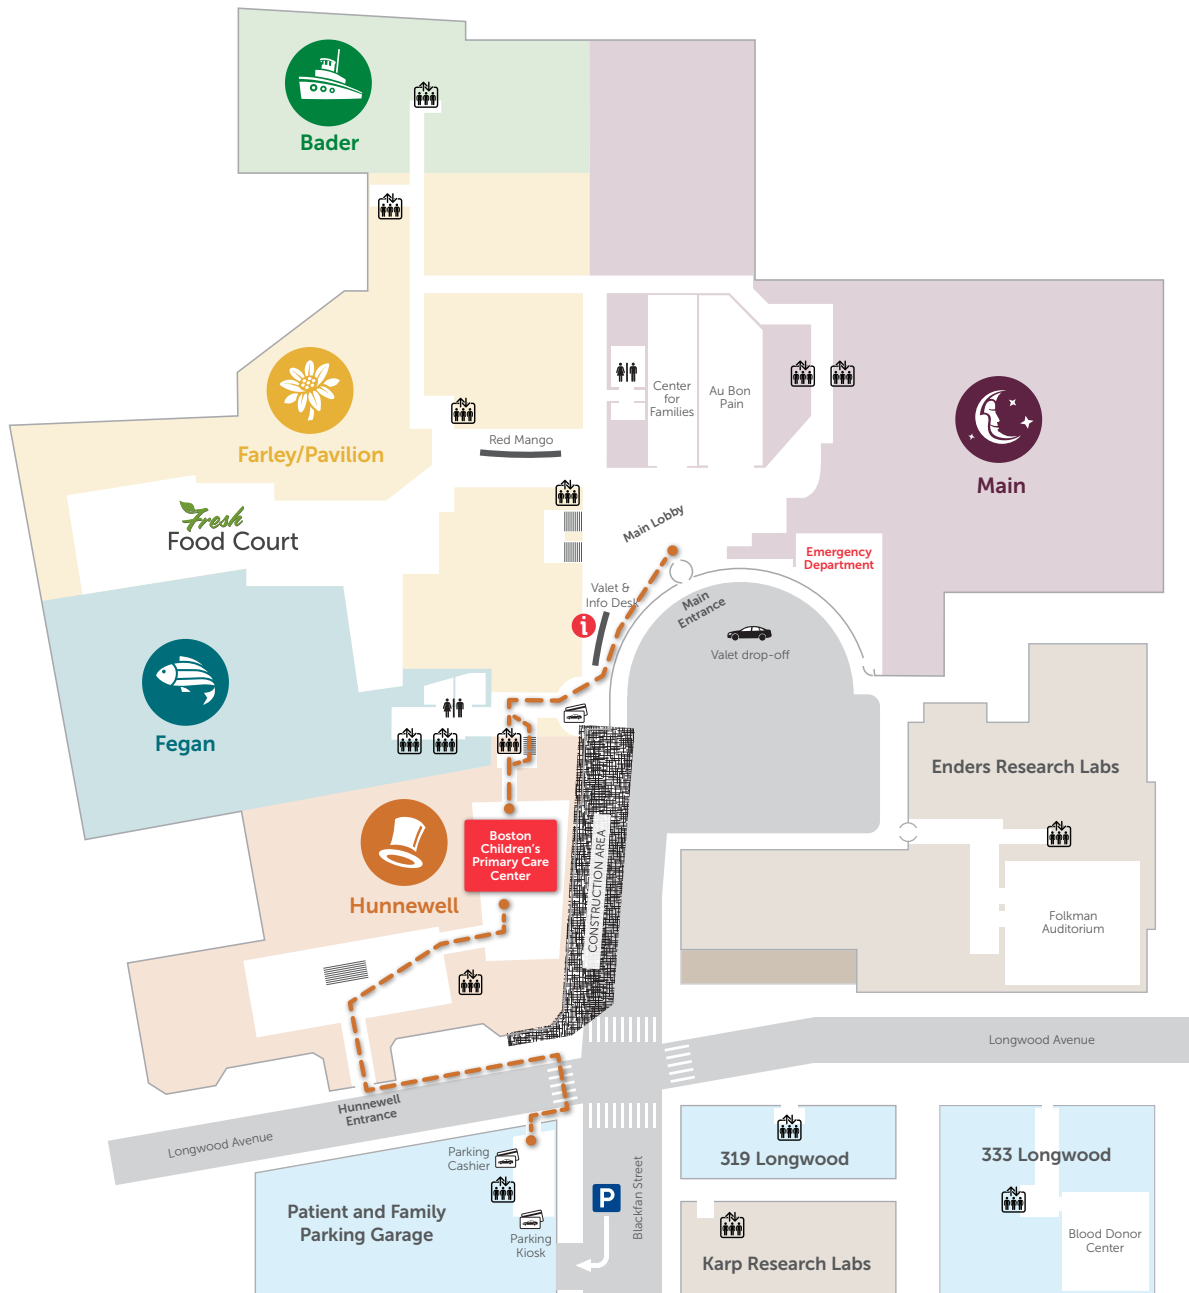 Bader
Farley/Pavilion
Red Mango
Center
for
Families
Au Bon
Pain
Main
Fresh
Food Court
Main Lobby
Emergency
Department
Valet &
Info Desk
i
Main
Entrance
Valet drop-off
Fegan
Enders Research Labs
Boston
Children's
Primary Care
Center
Hunnewell
CONSTRUCTION AREA
Folkman
Auditorium
Longwood Avenue
Hunnewell
Entrance
Longwood Avenue
Parking
Cashier
Patient and Family
Parking Garage
Parking
Kiosk
P
Blackfan Street
319 Longwood
333 Longwood
Karp Research Labs
Blood Donor
Center